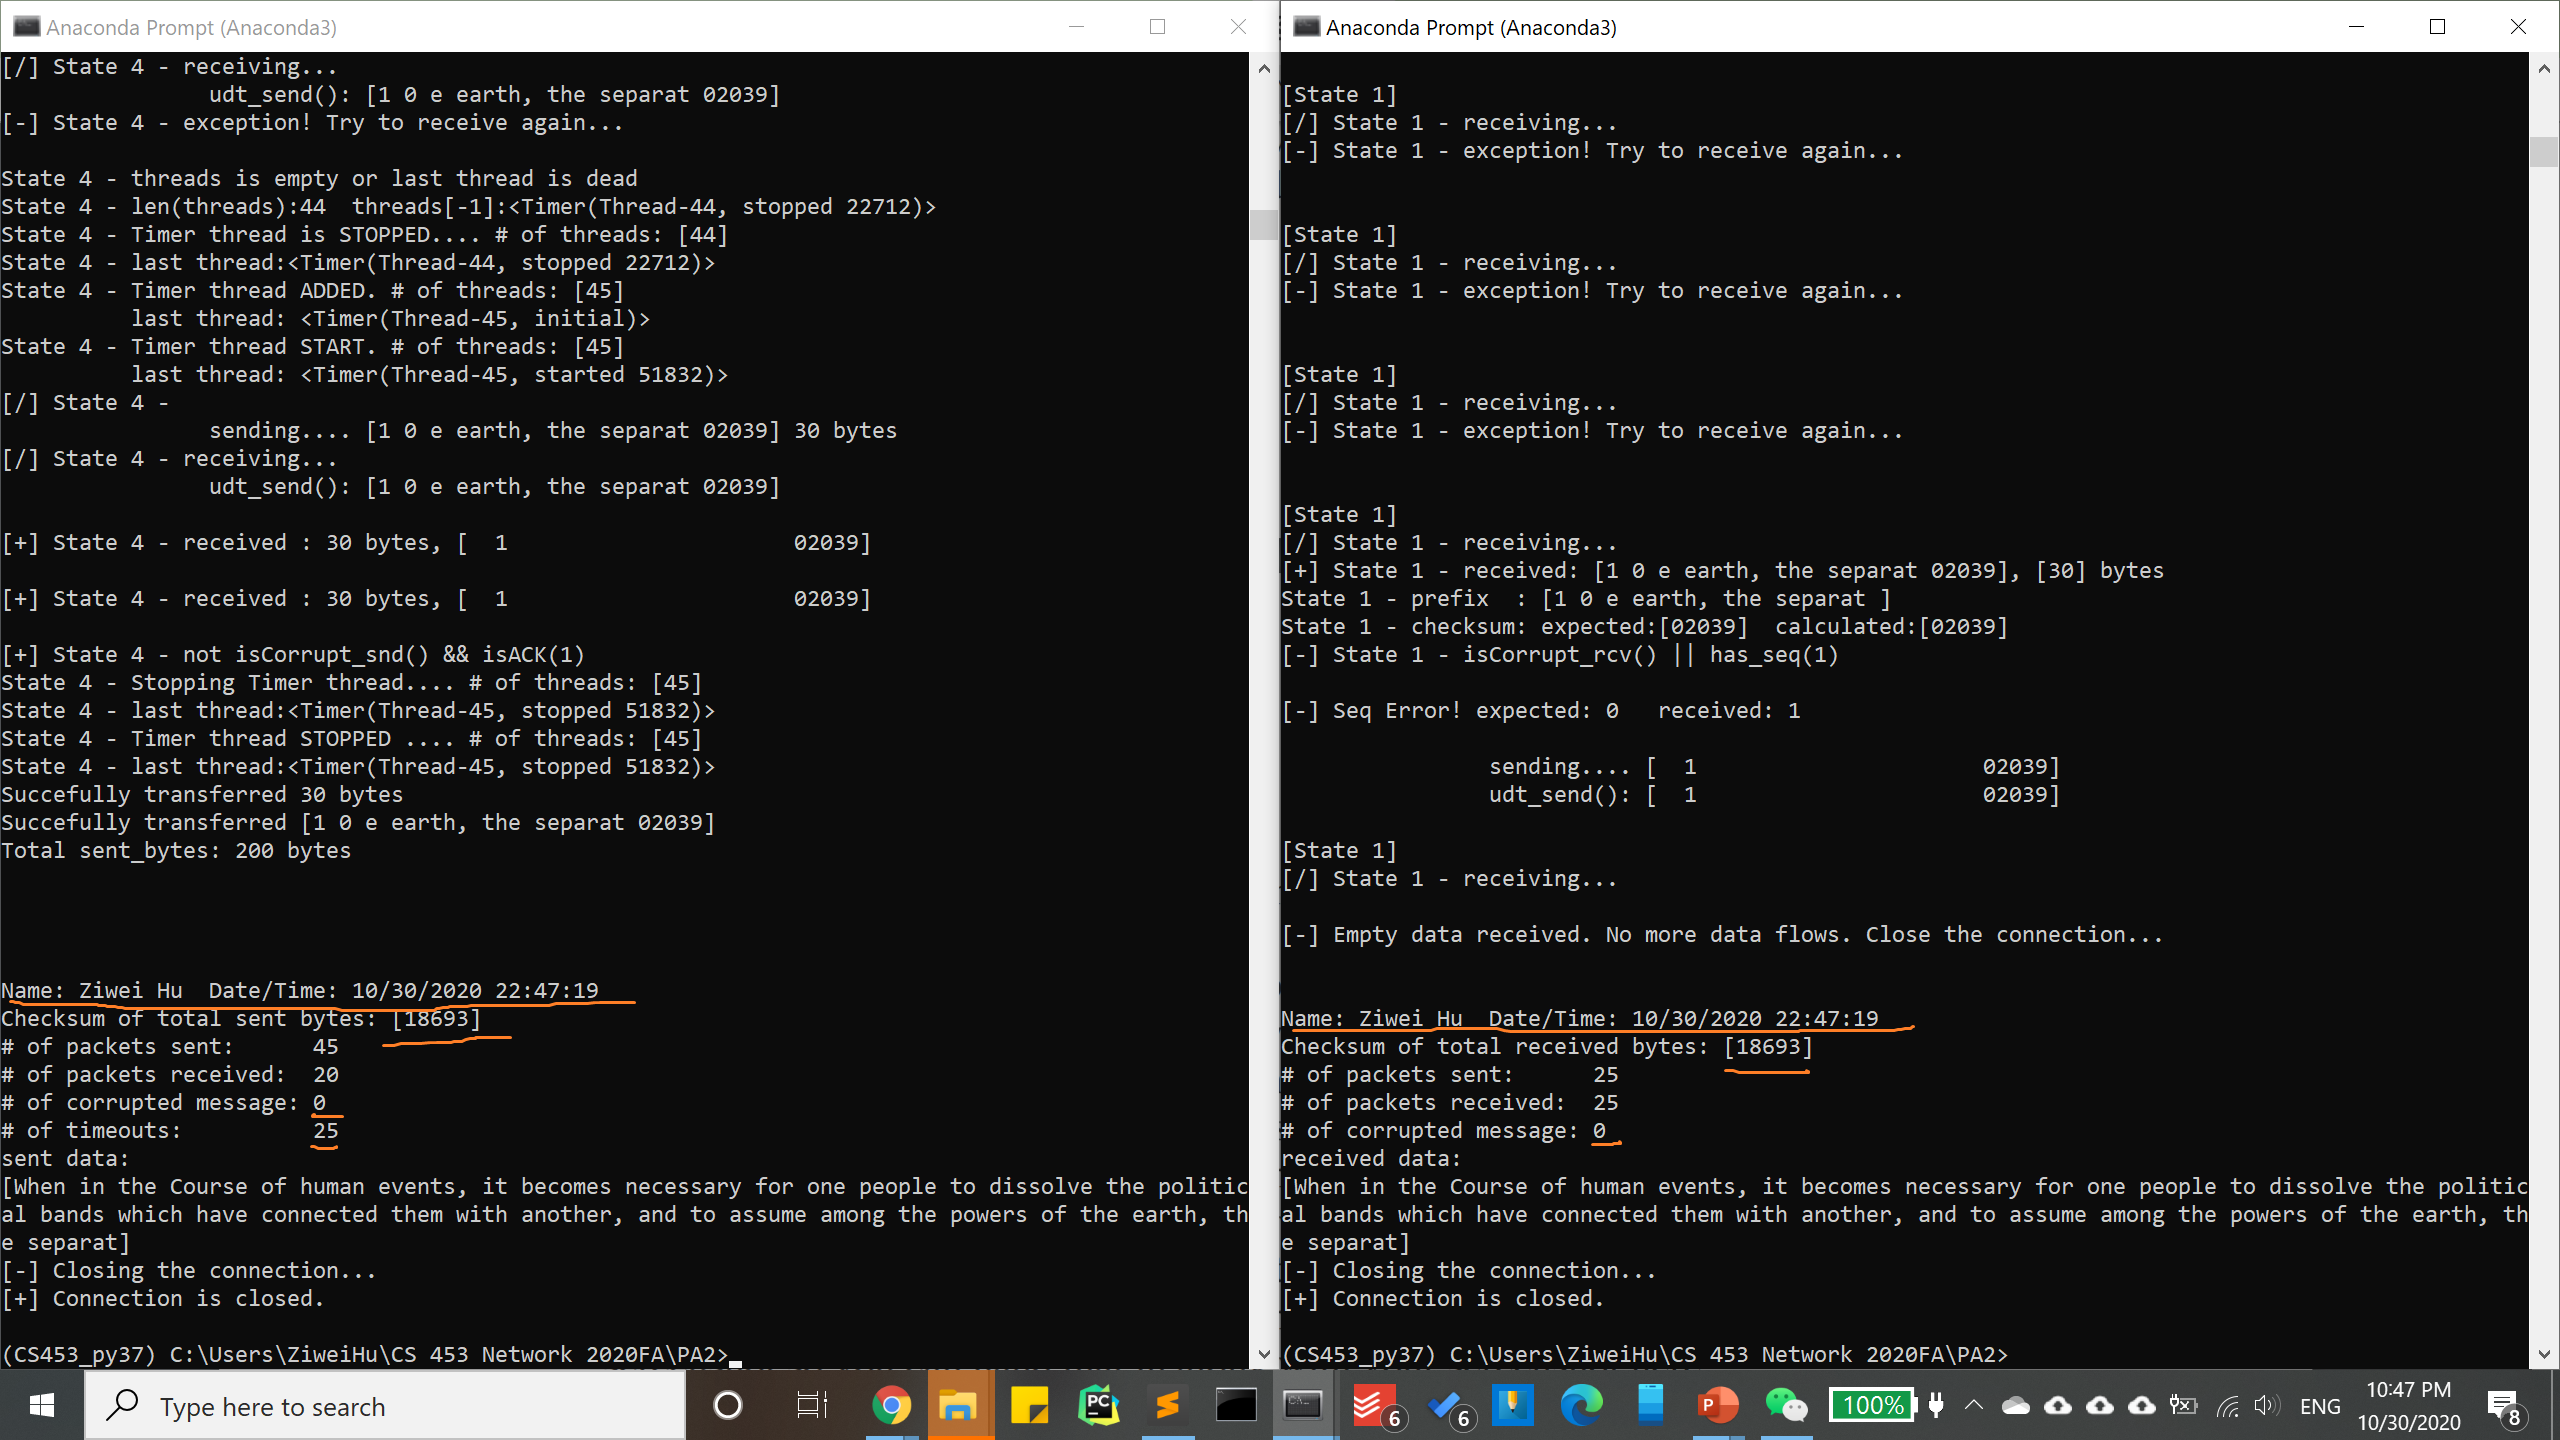 Anaconda Prompt (Anaconda3)
[/] State 4 - receiving...
udt_send(): [1 0 e earth, the separat 02039]
[-] State 4 - exception! Try to receive again...
State 4 - threads is empty or last thread is dead
State 4 - len(threads):44  threads[-1]:<Timer(Thread-44, stopped 22712)>
State 4 - Timer thread is STOPPED.... # of threads: [44]
State 4 - last thread:<Timer(Thread-44, stopped 22712)>
State 4 - Timer thread ADDED. # of threads: [45]
last thread: <Timer(Thread-45, initial)>
State 4 - Timer thread START. # of threads: [45]
last thread: <Timer(Thread-45, started 51832)>
[/] State 4 -
sending.... [1 0 e earth, the separat 02039] 30 bytes
[/] State 4 - receiving...
udt_send(): [1 0 e earth, the separat 02039]
[+] State 4 - received : 30 bytes, [  1                      02039]
[+] State 4 - received : 30 bytes, [  1                      02039]
[+] State 4 - not isCorrupt_snd() && isACK(1)
State 4 - Stopping Timer thread.... # of threads: [45]
State 4 - last thread:<Timer(Thread-45, stopped 51832)>
State 4 - Timer thread STOPPED .... # of threads: [45]
State 4 - last thread:<Timer(Thread-45, stopped 51832)>
Succefully transferred 30 bytes
Succefully transferred [1 0 e earth, the separat 02039]
Total sent_bytes: 200 bytes
Name: Ziwei Hu  Date/Time: 10/30/2020 22:47:19
Checksum of total sent bytes: [18693]
# of packets sent:      45
# of packets received:  20
# of corrupted message: 0
# of timeouts:          25
sent data:
[When in the Course of human events, it becomes necessary for one people to dissolve the politic
al bands which have connected them with another, and to assume among the powers of the earth, th
e separat]
[-] Closing the connection...
[+] Connection is closed.
(CS453_py37) C:\Users\ZiweiHu\CS 453 Network 2020FA\PA2>
Anaconda Prompt (Anaconda3)
[State 1]
[/] State 1 - receiving...
[-] State 1 - exception! Try to receive again...
[State 1]
[/] State 1 - receiving...
[-] State 1 - exception! Try to receive again...
[State 1]
[/] State 1 - receiving...
[-] State 1 - exception! Try to receive again...
[State 1]
[/] State 1 - receiving...
[+] State 1 - received: [1 0 e earth, the separat 02039], [30] bytes
State 1 - prefix  : [1 0 e earth, the separat ]
State 1 - checksum: expected:[02039]  calculated:[02039]
[-] State 1 - isCorrupt_rcv() || has_seq(1)
[-] Seq Error! expected: 0   received: 1
sending.... [  1                      02039]
udt_send(): [  1                      02039]
[State 1]
[/] State 1 - receiving...
[-] Empty data received. No more data flows. Close the connection...
Name: Ziwei Hu  Date/Time: 10/30/2020 22:47:19
Checksum of total received bytes: [18693]
# of packets sent:      25
# of packets received:  25
# of corrupted message: 0
received data:
[When in the Course of human events, it becomes necessary for one people to dissolve the politic
al bands which have connected them with another, and to assume among the powers of the earth, th
e separat]
[-] Closing the connection...
[+] Connection is closed.
(CS453_py37) C:\Users\ZiweiHu\CS 453 Network 2020FA\PA2>
Type here to search
PC
6
6
P
100%
ENG
10:47 PM
10/30/2020
8